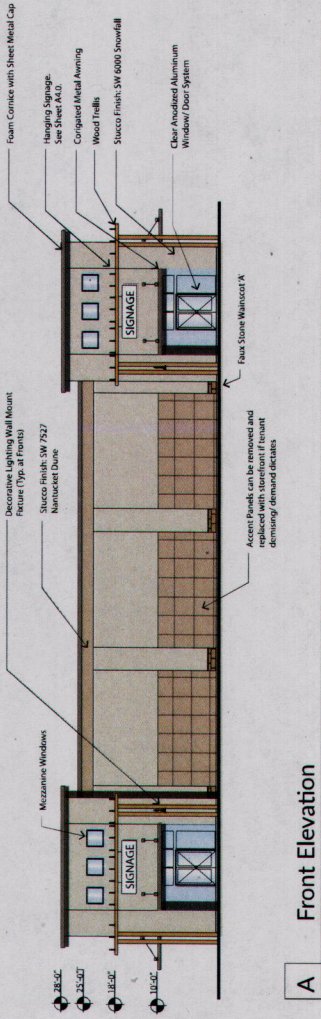 Foam Cornice with Sheet Metal Cap
Hanging Signage.
See Sheet A4.0.
Corigated Metal Awning
Wood Trellis
Stucco Finish: SW 6000 Snowfall
Clear Anodized Aluminum
Window/ Door System
Decorative Lighting Wall Mount
Fixture (Typ. at Fronts)
Stucco Finish: SW 7527
Nantucket Dune
Mezzanine Windows
SIGNAGE
SIGNAGE
28'-0"
25'-0"
18'-0"
10'-0"
Faux Stone Wainscot 'A'
Accent Panels can be removed and
replaced with storefront if tenant
demising/ demand dictates
A
Front Elevation